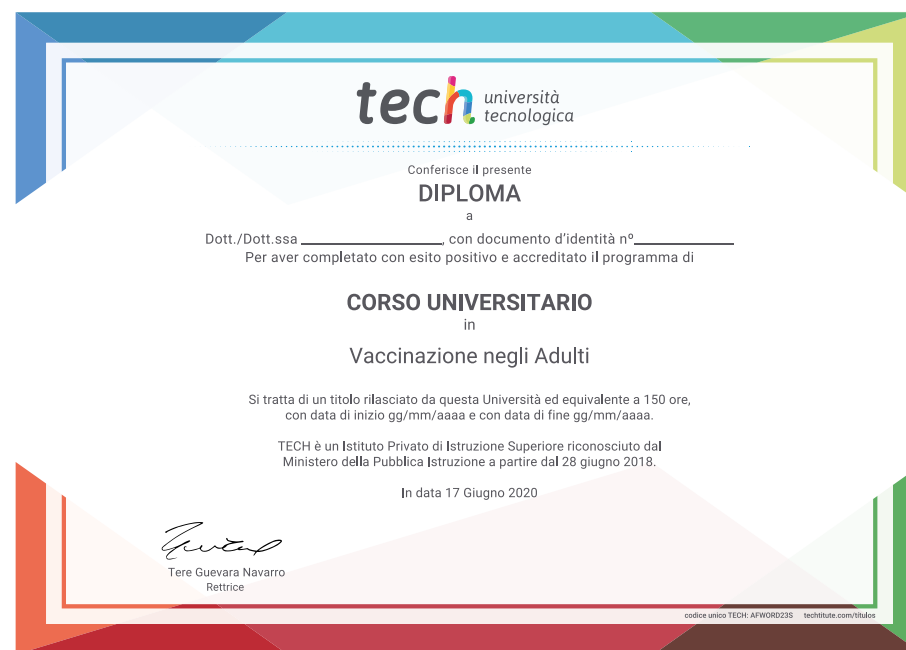 tech università
tecnologica
Conferisce il presente
DIPLOMA
a
Dott./Dott.ssa ____________________, con documento d'identità nº______________
Per aver completato con esito positivo e accreditato il programma di
CORSO UNIVERSITARIO
in
Vaccinazione negli Adulti
Si tratta di un titolo rilasciato da questa Università ed equivalente a 150 ore,
con data di inizio gg/mm/aaaa e con data di fine gg/mm/aaaa.
TECH è un Istituto Privato di Istruzione Superiore riconosciuto dal
Ministero della Pubblica Istruzione a partire dal 28 giugno 2018.
In data 17 Giugno 2020
Tere Guevara Navarro
Rettrice
codice unico TECH: AFWORD23S techtitute.com/titulos